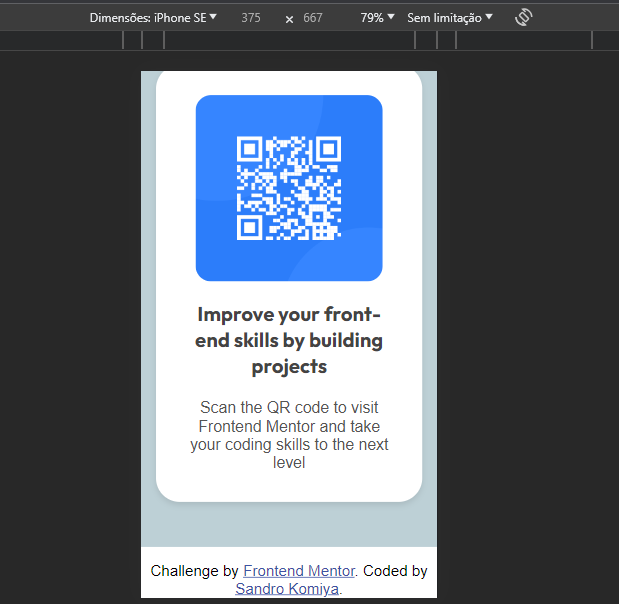 Dimensões: iPhone SE 375 × 667 79% Sem limitação
Improve your front-
end skills by building
projects
Scan the QR code to visit
Frontend Mentor and take
your coding skills to the next
level
Challenge by Frontend Mentor. Coded by
Sandro Komiya.